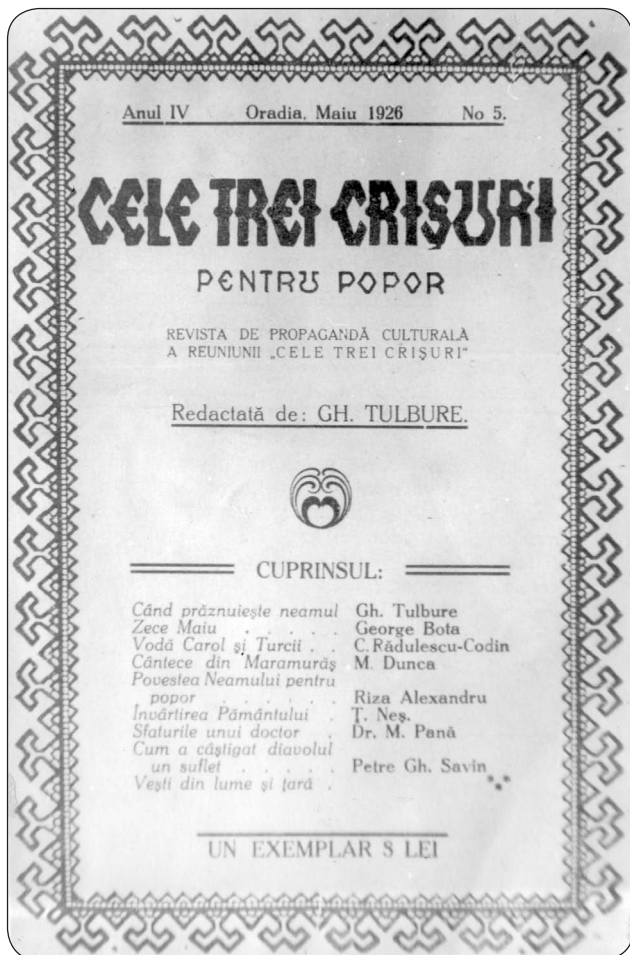 Anul IV Oradia, Maiu 1926 No 5.
CELE TREI CRIŞURI
PENTRU POPOR
REVISTA DE PROPAGANDĂ CULTURALĂ
A REUNIUNII „CELE TREI CRIŞURI"
Redactată de: GH. TULBURE.
CUPRINSUL:
Când prăznuieşte neamul Gh. Tulbure
Zece Maiu . . . . . George Bota
Vodă Carol şi Turcii . . C. Rădulescu-Codin
Cântece din Maramurăş M. Dunca
Povestea Neamului pentru
popor . . . . . . Riza Alexandru
Învârtirea Pământului . Ţ. Neş.
Sfaturile unui doctor . Dr. M. Pană
Cum a câştigat diavolul
un suflet . . . . . Petre Gh. Savin
Veşti din lume şi ţară . ***
UN EXEMPLAR 8 LEI